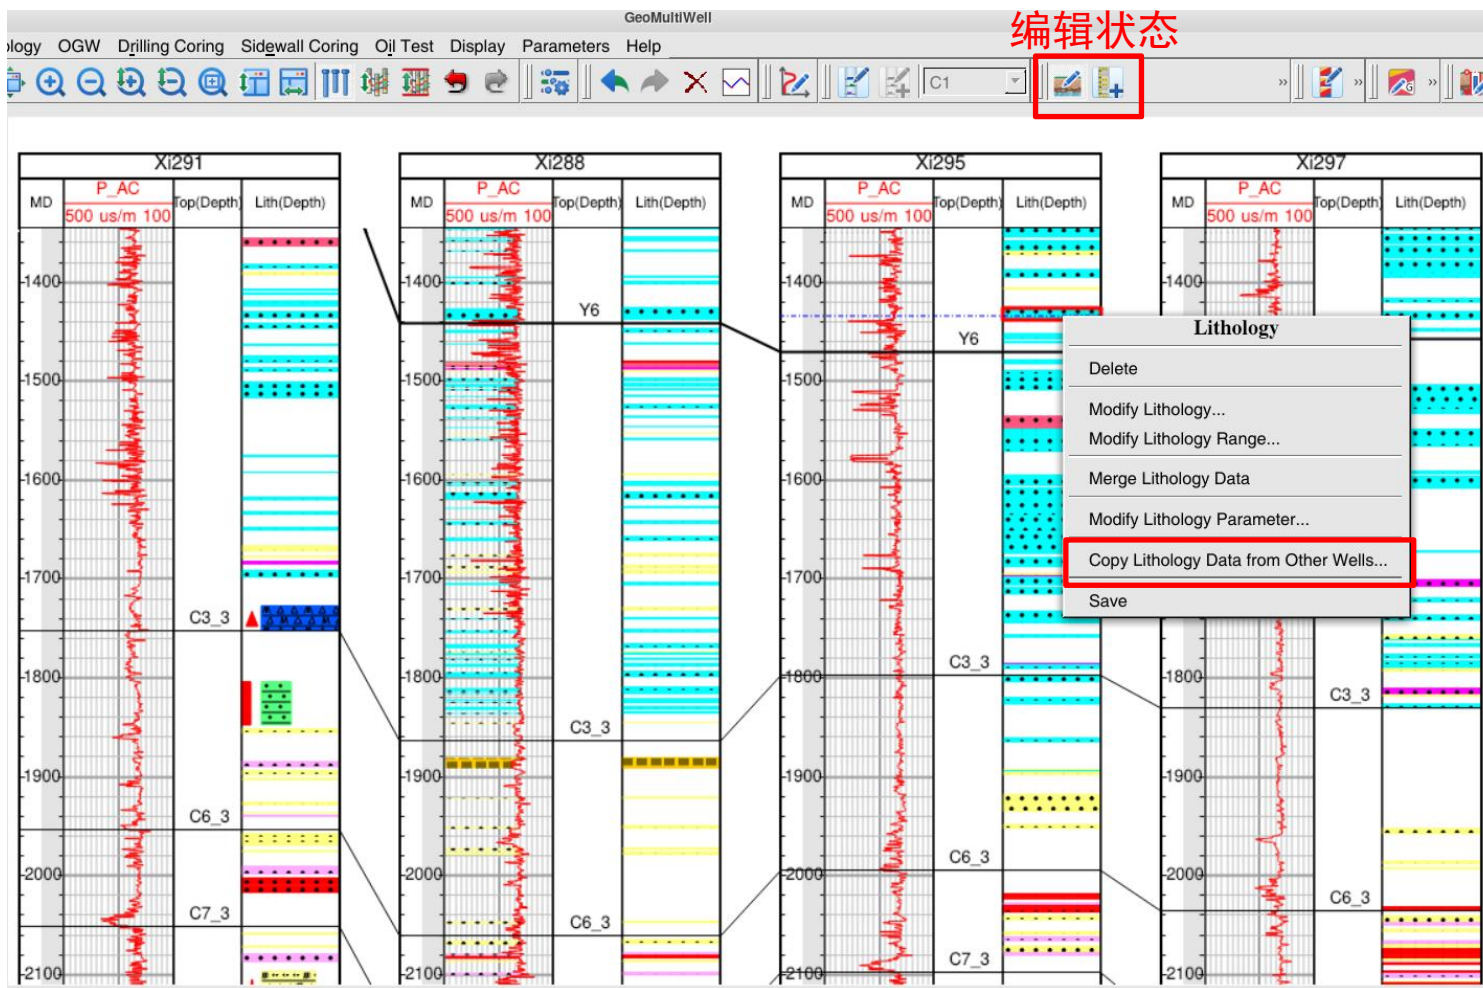 GeoMultiWell
编辑状态
ology OGW Drilling Coring Sidewall Coring Oil Test Display Parameters Help
C1 » » »
Xi291 Xi288 Xi295 Xi297
MD P_AC Top(Depth) Lith(Depth) MD P_AC Top(Depth) Lith(Depth) MD P_AC Top(Depth) Lith(Depth) MD P_AC Top(Depth) Lith(Depth)
500 us/m 100 500 us/m 100 500 us/m 100 500 us/m 100
1400 1400 1400 1400
Y6
Y6
1500 1500 1500
1600 1600 1600
1700 1700 1700
C3_3
C3_3
1800 1800 1800 1800
C3_3
C3_3
1900 1900 1900 1900
C6_3
C6_3
2000 2000 2000 2000
C6_3
C7_3
C6_3
C7_3
2100 2100 2100 2100
Lithology
Delete
Modify Lithology...
Modify Lithology Range...
Merge Lithology Data
Modify Lithology Parameter...
Copy Lithology Data from Other Wells...
Save